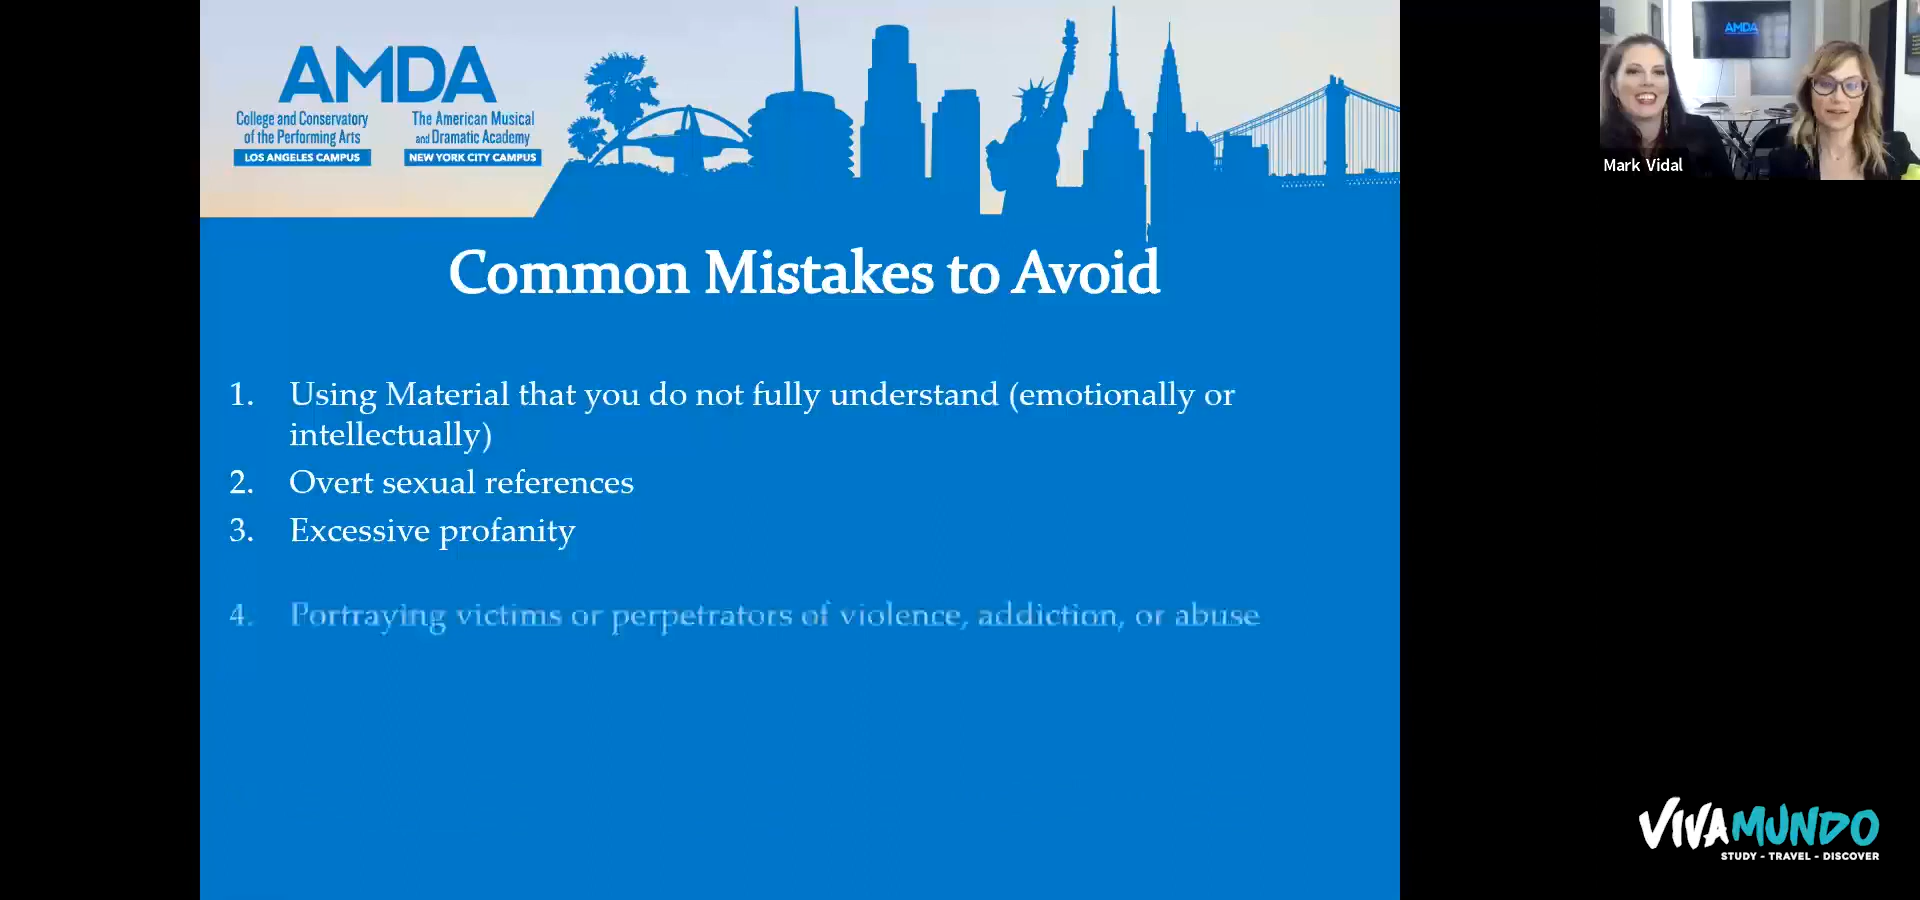 AMDA
College and Conservatory
of the Performing Arts
LOS ANGELES CAMPUS
The American Musical
and Dramatic Academy
NEW YORK CITY CAMPUS
AMDA
Mark Vidal
Common Mistakes to Avoid
1. Using Material that you do not fully understand (emotionally or
intellectually)
2. Overt sexual references
3. Excessive profanity
4. Portraying victims or perpetrators of violence, addiction, or abuse
VIVAMUNDO
STUDY - TRAVEL - DISCOVER